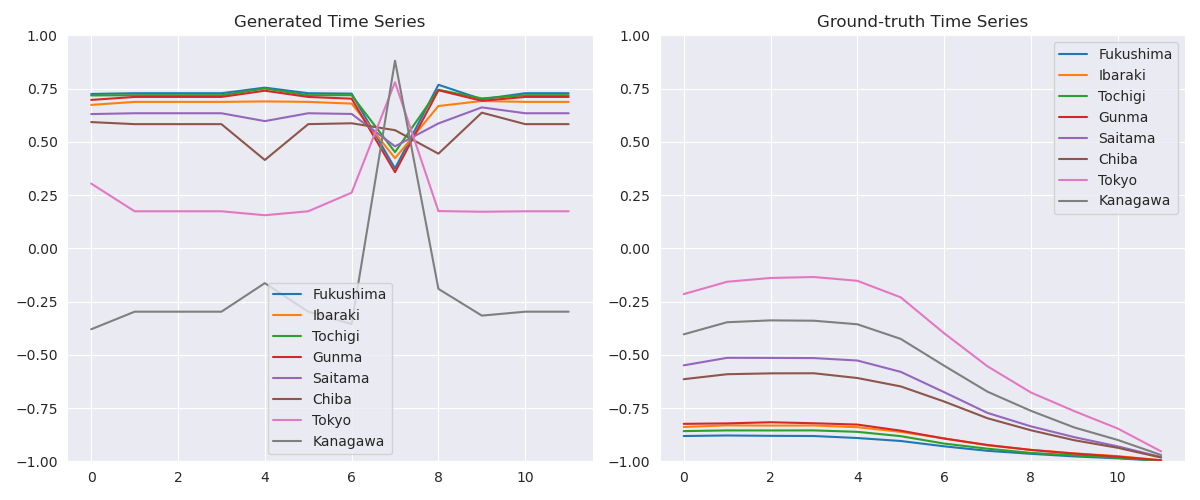 Generated Time Series
1.00
0.75
0.50
0.25
0.00
−0.25
−0.50
−0.75
−1.00
0 2 4 6 8 10
Fukushima
Ibaraki
Tochigi
Gunma
Saitama
Chiba
Tokyo
Kanagawa
Ground-truth Time Series
1.00
0.75
0.50
0.25
0.00
−0.25
−0.50
−0.75
−1.00
0 2 4 6 8 10
Fukushima
Ibaraki
Tochigi
Gunma
Saitama
Chiba
Tokyo
Kanagawa